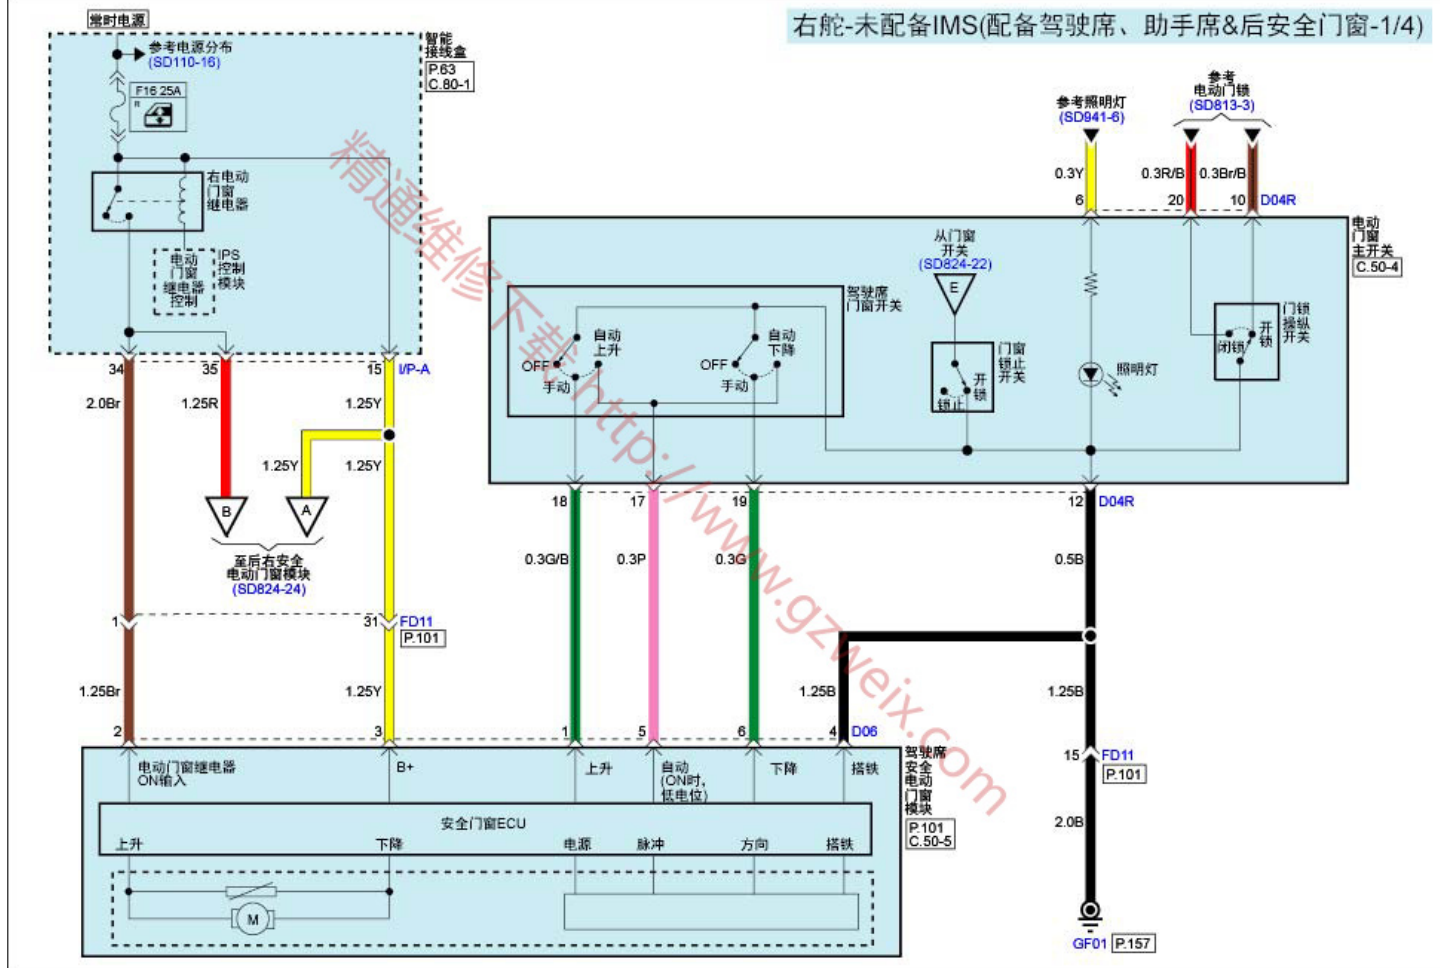 右舵-未配备IMS(配备驾驶席、助手席&后安全门窗-1/4)
常时电源
参考电源分布
(SD110-16)
智能
接线盒
P.63
C.80-1
F16 25A
R
右电动
门窗
继电器
电动
门窗
继电器
控制
IPS
控制
模块
34
35
15
I/P-A
2.0Br
1.25R
1.25Y
1.25Y
1.25Y
B
A
至后右安全
电动门窗模块
(SD824-24)
1
31
FD11
P.101
1.25Br
1.25Y
2
3
参考照明灯
(SD941-6)
参考
电动门锁
(SD813-3)
0.3Y
0.3R/B
0.3Br/B
6
20
10
D04R
电动
门窗
主开关
C.50-4
从门窗
开关
(SD824-22)
E
驾驶席
门窗开关
自动
上升
OFF
手动
自动
下降
OFF
手动
门窗
锁止
开关
开
锁
锁止
照明灯
门锁
操纵
开关
开
锁
闭锁
18
17
19
12
D04R
0.3G/B
0.3P
0.3G
0.5B
1.25B
1.25B
1
5
6
4
D06
15
FD11
P.101
2.0B
GF01
P.157
驾驶席
安全
电动
门窗
模块
P.101
C.50-5
电动门窗继电器
ON输入
B+
上升
自动
(ON时,
低电位)
下降
搭铁
安全门窗ECU
上升
下降
电源
脉冲
方向
搭铁
M
精通维修下载 http://www.gzweix.com